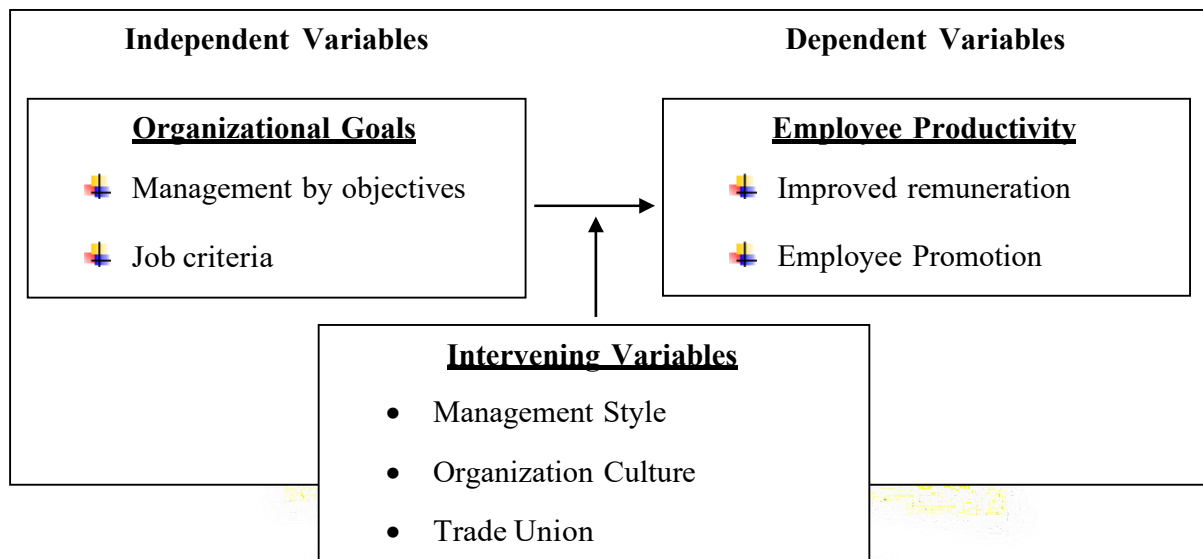 Independent Variables
Dependent Variables
Organizational Goals
Management by objectives
Job criteria
Employee Productivity
Improved remuneration
Employee Promotion
Intervening Variables
Management Style
Organization Culture
Trade Union